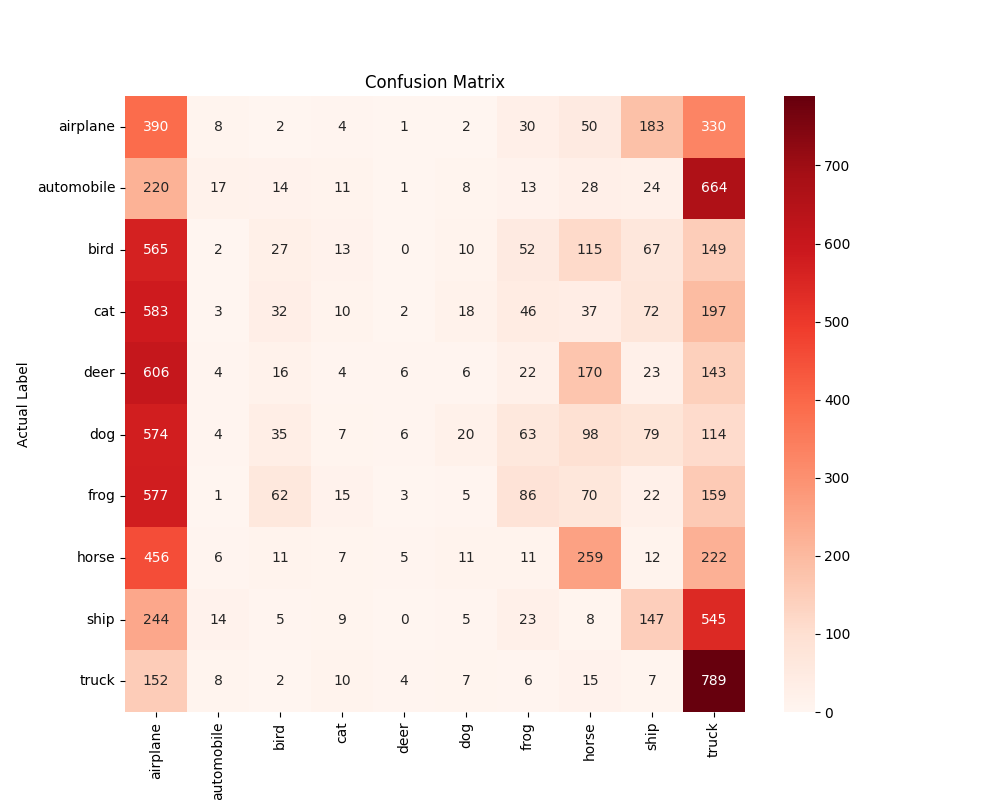 Confusion Matrix
Actual Label
airplane 390 8 2 4 1 2 30 50 183 330
automobile 220 17 14 11 1 8 13 28 24 664
bird 565 2 27 13 0 10 52 115 67 149
cat 583 3 32 10 2 18 46 37 72 197
deer 606 4 16 4 6 6 22 170 23 143
dog 574 4 35 7 6 20 63 98 79 114
frog 577 1 62 15 3 5 86 70 22 159
horse 456 6 11 7 5 11 11 259 12 222
ship 244 14 5 9 0 5 23 8 147 545
truck 152 8 2 10 4 7 6 15 7 789
airplane automobile bird cat deer dog frog horse ship truck
700
600
500
400
300
200
100
0